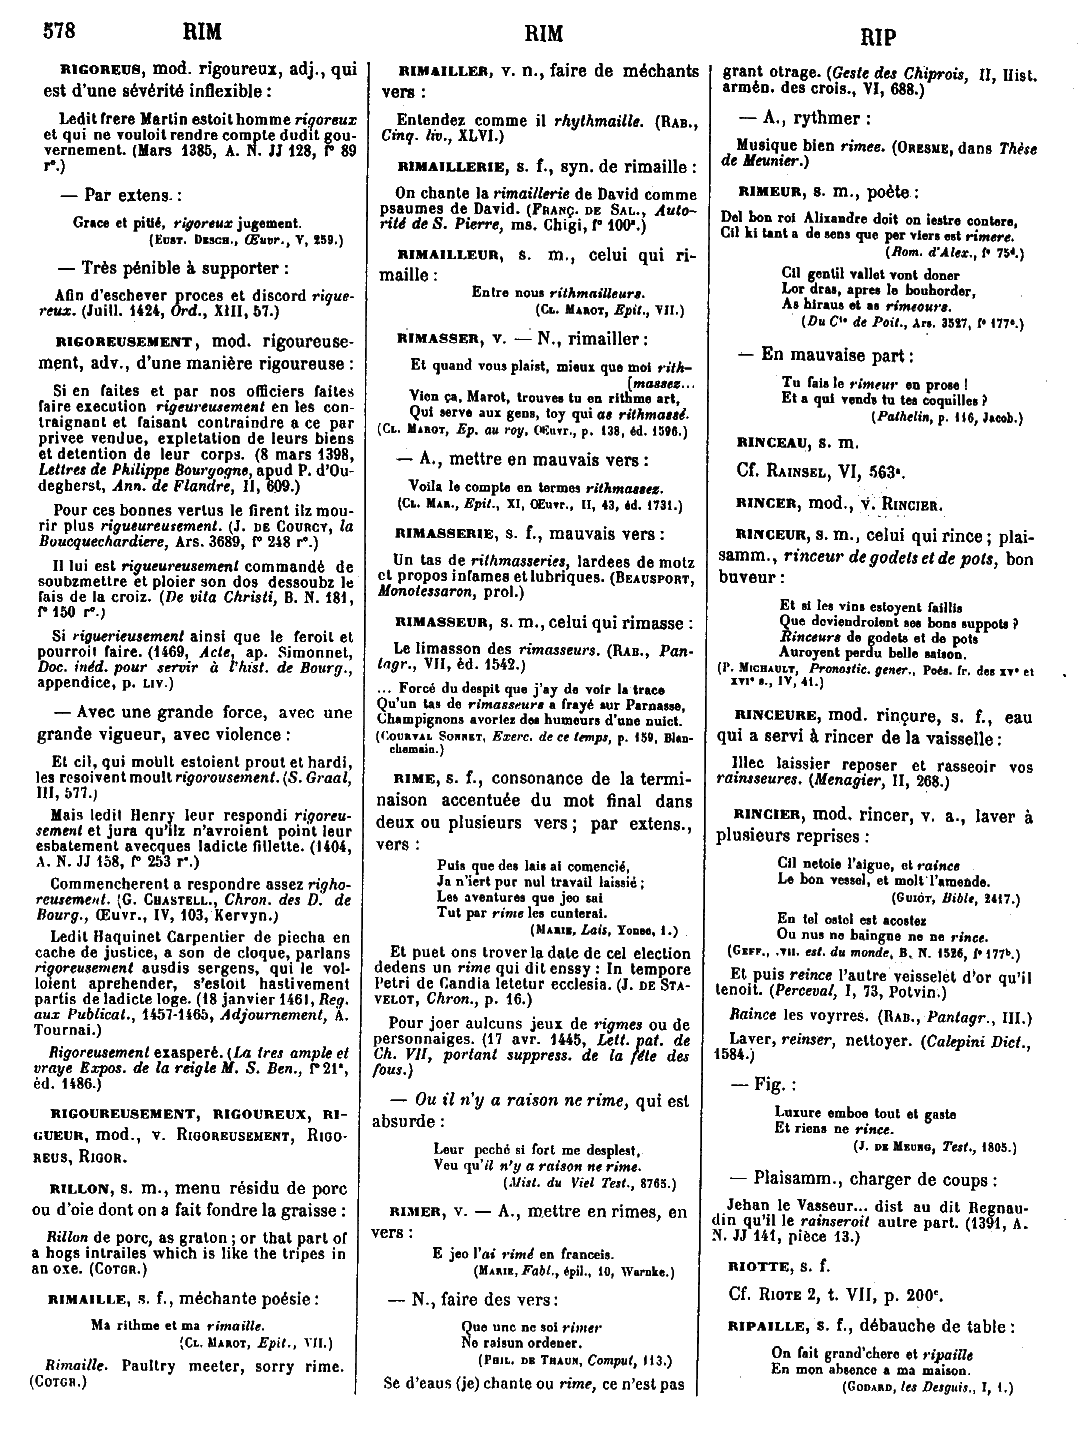 578 RIM RIM RIP
RIGOREUS, mod. rigoureux, adj., qui
est d'une sévérité inflexible :
Ledit frere Martin estoit homme rigoreux
et qui ne vouloit rendre compte dudit gou-
vernement. (Mars 1385, A. N. JJ 128, f° 89
r°.)
— Par extens. :
Grace et pitié, rigoreux jugement.
(EUST. DESCH., Œuvr., V, 259.)
— Très pénible à supporter :
Afin d'eschever proces et discord rigue-
reux. (Juill. 1424, Ord., XIII, 57.)
RIGOREUSEMENT, mod. rigoureuse-
ment, adv., d'une manière rigoureuse :
Si en faites et par nos officiers faites
faire execution rigeureusement en les con-
traignant et faisant contraindre a ce par
privee vendue, expletation de leurs biens
et detention de leur corps. (8 mars 1398,
Lettres de Philippe Bourgogne, apud P. d'Ou-
degherst, Ann. de Flandre, II, 609.)
Pour ces bonnes vertus le firent ilz mou-
rir plus rigueureusement. (J. DE COURCY, la
Boucquechardiere, Ars. 3689, f° 248 r°.)
Il lui est rigueureusement commandé de
soubzmettre et ploier son dos dessoubz le
fais de la croiz. (De vita Christi, B. N. 181,
f° 150 r°.)
Si riguerieusement ainsi que le feroit et
pourroit faire. (1469, Acte, ap. Simonnet,
Doc. inéd. pour servir à l'hist. de Bourg.,
appendice, p. LIV.)
— Avec une grande force, avec une
grande vigueur, avec violence :
Et cil, qui moult estoient prout et hardi,
les resoivent moult rigorousement. (S. Graal,
III, 577.)
Mais ledit Henry leur respondi rigoreu-
sement et jura qu'ilz n'avroient point leur
esbatement avecques ladicte fillette. (1404,
A. N. JJ 158, f° 253 r°.)
Commencherent a respondre assez righo-
reusement. (G. CHASTELL., Chron. des D. de
Bourg., Œuvr., IV, 103, Kervyn.)
Ledit Haquinet Carpentier de piecha en
cache de justice, a son de cloque, parlans
rigoreusement ausdis sergens, qui le vol-
loient aprehender, s'estoit hastivement
partis de ladicte loge. (18 janvier 1461, Reg.
aux Publicat., 1457-1465, Adjournement, A.
Tournai.)
Rigoreusement exasperé. (La tres ample et
vraye Expos. de la reigle M. S. Ben., f° 21ª,
éd. 1486.)
RIGOUREUSEMENT, RIGOUREUX, RI-
GUEUR, mod., v. RIGOREUSEMENT, RIGO-
REUS, RIGOR.
RILLON, s. m., menu résidu de porc
ou d'oie dont on a fait fondre la graisse :
Rillon de porc, as graton ; or that part of
a hogs intrailes which is like the tripes in
an oxe. (COTGR.)
RIMAILLE, s. f., méchante poésie :
Ma rithme et ma rimaille.
(CL. MAROT, Epit., VII.)
Rimaille. Paultry meeter, sorry rime.
(COTGR.)
RIMAILLER, v. n., faire de méchants
vers :
Entendez comme il rhythmaille. (RAB.,
Cinq. liv., XLVI.)
RIMAILLERIE, s. f., syn. de rimaille :
On chante la rimaillerie de David comme
psaumes de David. (FRANÇ. DE SAL., Auto-
rité de S. Pierre, ms. Chigi, f° 100ª.)
RIMAILLEUR, s. m., celui qui ri-
maille :
Entre nous rithmailleurs.
(CL. MAROT, Epit., VII.)
RIMASSER, v. — N., rimailler :
Et quand vous plaist, mieux que moi rith-
[massez...
Vien ça, Marot, trouves tu en rithme art,
Qui serve aux gens, toy qui as rithmassé.
(CL. MAROT, Ep. au roy, Œuvr., p. 138, éd. 1596.)
— A., mettre en mauvais vers :
Voila le compte en termes rithmassez.
(CL. MAR., Epit., XI, Œuvr., II, 43, éd. 1731.)
RIMASSERIE, s. f., mauvais vers :
Un tas de rithmasseries, lardees de motz
et propos infames et lubriques. (BEAUSPORT,
Monotessaron, prol.)
RIMASSEUR, s. m., celui qui rimasse :
Le limasson des rimasseurs. (RAB., Pan-
tagr., VII, éd. 1542.)
... Forcé du despit que j'ay de voir la trace
Qu'un tas de rimasseurs a frayé sur Parnasse,
Champignons avortez des humeurs d'une nuict.
(COURVAL SONNET, Exerc. de ce temps, p. 159, Blan-
chemain.)
RIME, s. f., consonance de la termi-
naison accentuée du mot final dans
deux ou plusieurs vers ; par extens.,
vers :
Puis que des lais ai comencié,
Ja n'iert pur nul travail laissié ;
Les aventures que jeo sai
Tut par rime les cunterai.
(MARIE, Lais, Yonec, 1.)
Et puet ons trover la date de cel election
dedens un rime qui dit enssy : In tempore
Petri de Candia letetur ecclesia. (J. DE STA-
VELOT, Chron., p. 16.)
Pour joer aulcuns jeux de rigmes ou de
personnaiges. (17 avr. 1445, Lett. pat. de
Ch. VII, portant suppress. de la fête des
fous.)
— Ou il n'y a raison ne rime, qui est
absurde :
Leur peché si fort me desplest,
Veu qu'il n'y a raison ne rime.
(Mist. du Viel Test., 8765.)
RIMER, v. — A., mettre en rimes, en
vers :
E jeo l'ai rimé en franceis.
(MARIE, Fabl., épil., 10, Warnke.)
— N., faire des vers :
Que unc ne soi rimer
Ne raisun ordener.
(PHIL. DE THAUN, Comput, 113.)
Se d'eaus (je) chante ou rime, ce n'est pas
grant otrage. (Geste des Chiprois, II, Hist.
armén. des crois., VI, 688.)
— A., rythmer :
Musique bien rimee. (ORESME, dans Thèse
de Meunier.)
RIMEUR, s. m., poète :
Del bon roi Alixandre doit on iestre contere,
Cil ki tant a de sens que per viers est rimere.
(Rom. d'Alex., f° 75ᵈ.)
Cil gentil vallet vont doner
Lor dras, apres le bouhorder,
As hiraus et as rimeours.
(Du Cte de Poit., Ars. 3527, f° 177ª.)
— En mauvaise part :
Tu fais le rimeur en prose !
Et a qui vends tu tes coquilles ?
(Pathelin, p. 116, Jacob.)
RINCEAU, s. m.
Cf. RAINSEL, VI, 563ª.
RINCER, mod., v. RINCIER.
RINCEUR, s. m., celui qui rince ; plai-
samm., rinceur de godets et de pots, bon
buveur :
Et si les vins estoyent faillis
Que deviendroient ses bons suppots ?
Rinceurs de godets et de pots
Auroyent perdu belle saison.
(P. MICHAULT, Pronostic. gener., Poés. fr. des xve et
xvie s., IV, 41.)
RINCEURE, mod. rinçure, s. f., eau
qui a servi à rincer de la vaisselle :
Illec laissier reposer et rasseoir vos
rainsseures. (Menagier, II, 268.)
RINCIER, mod. rincer, v. a., laver à
plusieurs reprises :
Cil netoie l'aigue, et raince
Le bon vessel, et molt l'amende.
(GUIOT, Bible, 2417.)
En tel ostel est acostez
Ou nus ne baingne ne ne rince.
(GEFF., .VII. est. du monde, B. N. 1526, f° 177ᵇ.)
Et puis reince l'autre veisselet d'or qu'il
tenoit. (Perceval, I, 73, Potvin.)
Raince les voyrres. (RAB., Pantagr., III.)
Laver, reinser, nettoyer. (Calepini Dict.,
1584.)
— Fig. :
Luxure emboe tout et gaste
Et riens ne rince.
(J. DE MEUNG, Test., 1805.)
— Plaisamm., charger de coups :
Jehan le Vasseur... dist au dit Regnau-
din qu'il le rainseroit autre part. (1391, A.
N. JJ 141, pièce 13.)
RIOTTE, s. f.
Cf. RIOTE 2, t. VII, p. 200ᶜ.
RIPAILLE, s. f., débauche de table :
On fait grand'chere et ripaille
En mon absence a ma maison.
(GODARD, les Desguis., I, 1.)